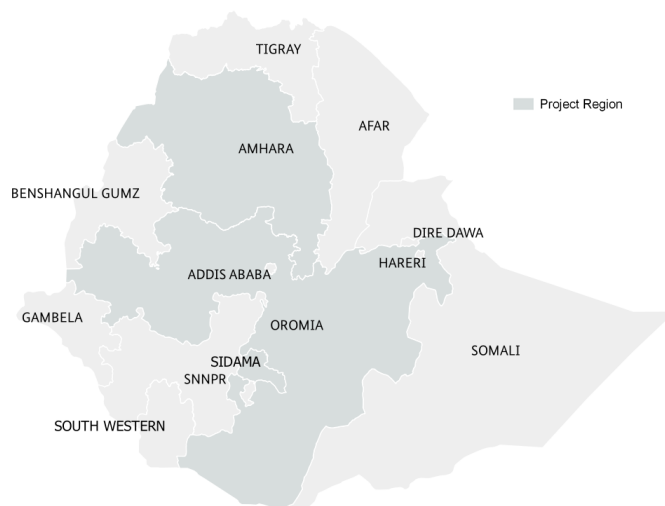 TIGRAY
Project Region
AFAR
AMHARA
BENSHANGUL GUMZ
DIRE DAWA
HARERI
ADDIS ABABA
GAMBELA
OROMIA
SOMALI
SIDAMA
SNNPR
SOUTH WESTERN